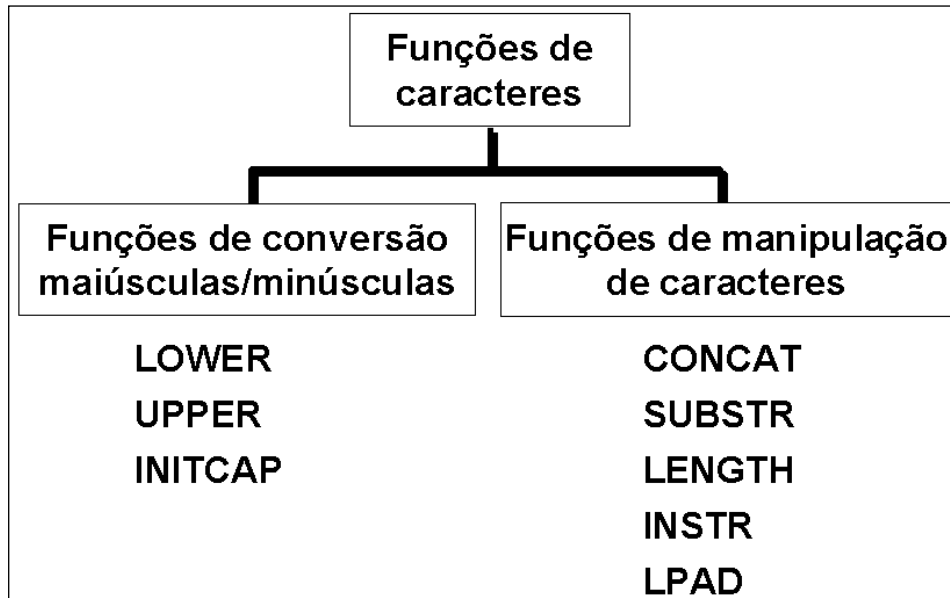 Funções de
caracteres
Funções de conversão
maiúsculas/minúsculas
LOWER
UPPER
INITCAP
Funções de manipulação
de caracteres
CONCAT
SUBSTR
LENGTH
INSTR
LPAD